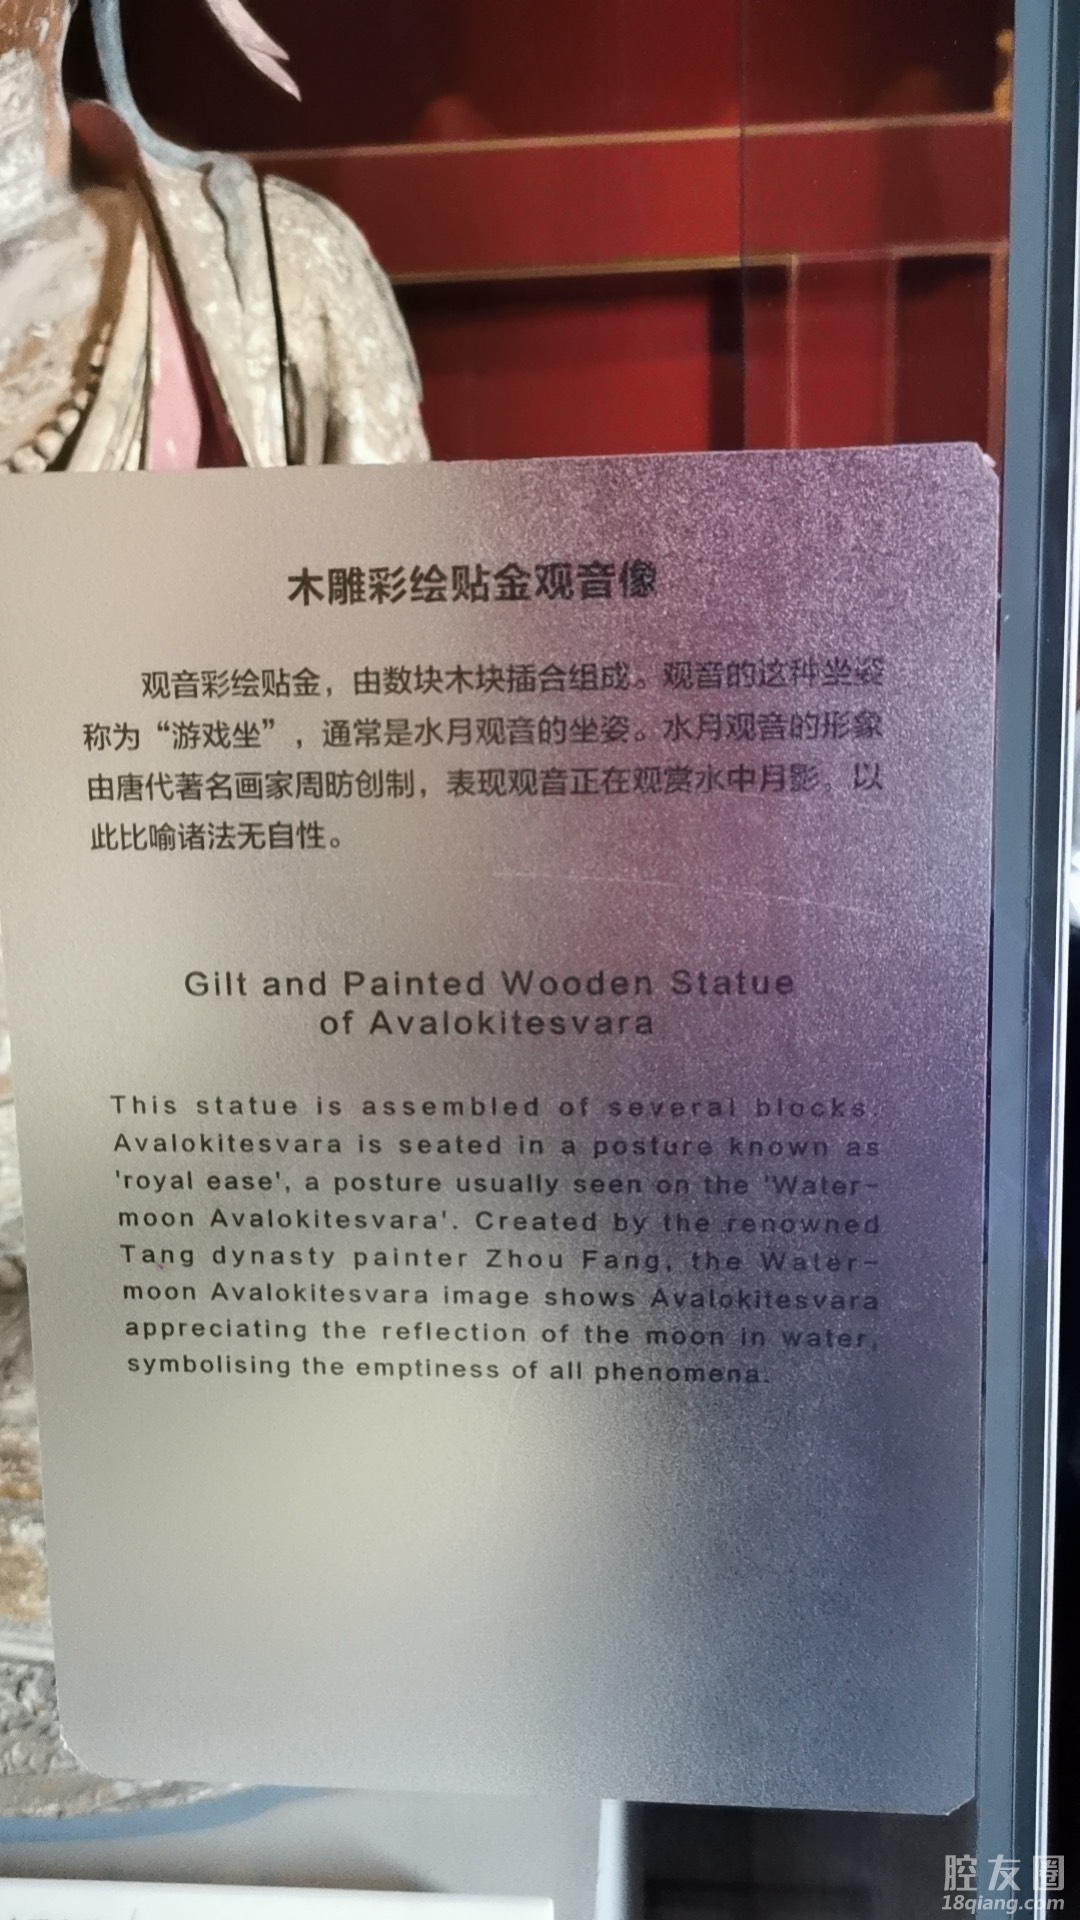 木雕彩绘贴金观音像
观音彩绘贴金，由数块木块插合组成。观音的这种坐姿
称为“游戏坐”，通常是水月观音的坐姿。水月观音的形象
由唐代著名画家周昉创制，表现观音正在观赏水中月影，以
此比喻诸法无自性。
Gilt and Painted Wooden Statue
of Avalokitesvara
This statue is assembled of several blocks.
Avalokitesvara is seated in a posture known as
'royal ease', a posture usually seen on the 'Water-
moon Avalokitesvara'. Created by the renowned
Tang dynasty painter Zhou Fang, the Water-
moon Avalokitesvara image shows Avalokitesvara
appreciating the reflection of the moon in water,
symbolising the emptiness of all phenomena.
腔友圈
18qiang.com